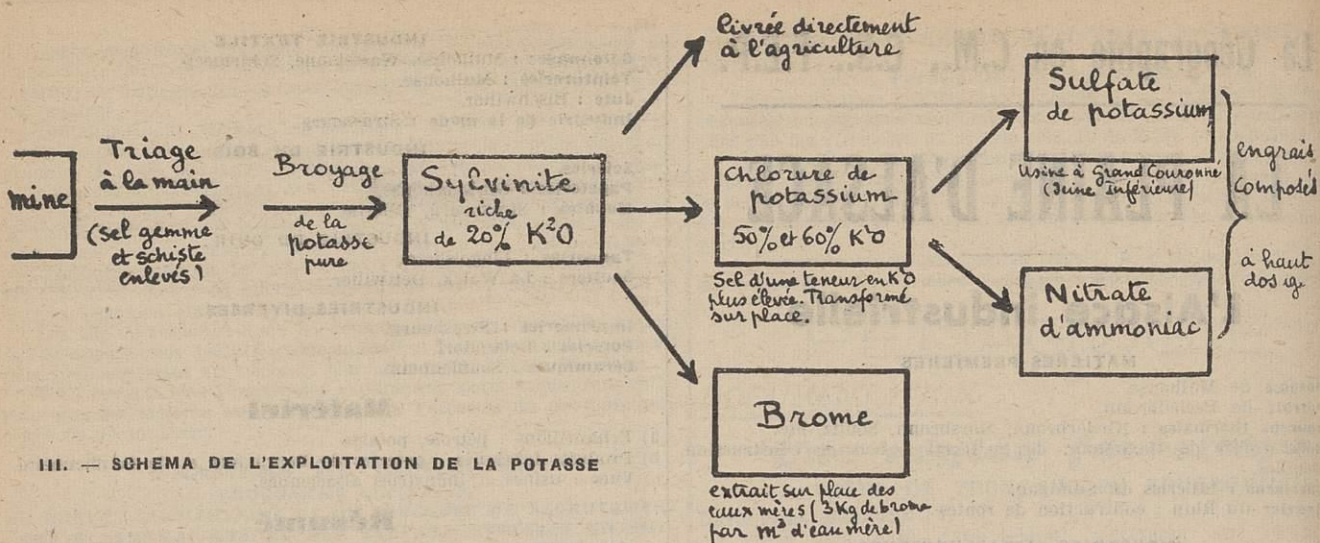 mine
Triage
à la main
(sel gemme
et schiste
enlevés)
Broyage
de la
potasse
pure
Sylvinite
riche
de 20% K²O
livrée directement
à l'agriculture
Chlorure de
potassium
50% et 60% K²O
Sel d'une teneur en K²O
plus élevée. Transformé
sur place.
Brome
extrait sur place des
eaux mères (3 Kg de brome
par m³ d'eau mère)
Sulfate
de potassium
Usine à Grand Couronne
(Seine Inférieure)
Nitrate
d'ammoniac
engrais
composés
à haut
dosage
III. — SCHEMA DE L'EXPLOITATION DE LA POTASSE